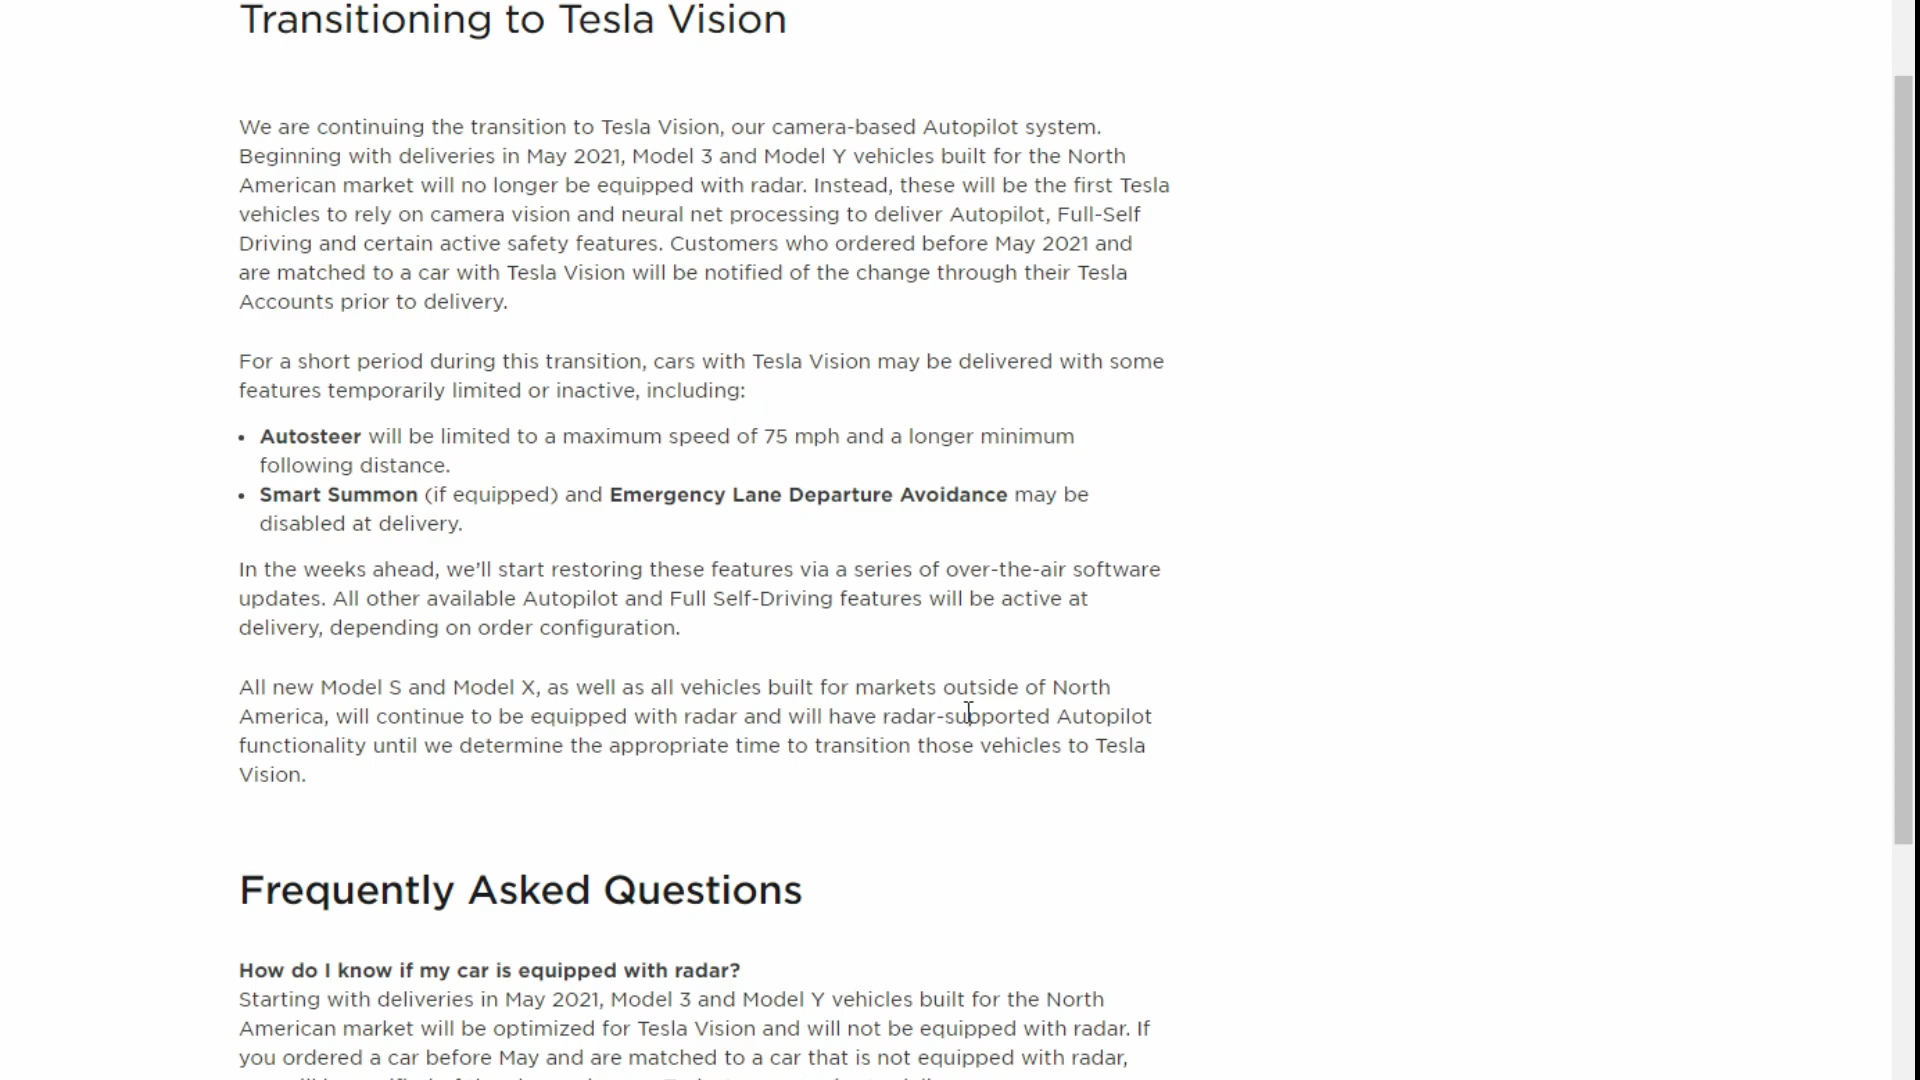 Transitioning to Tesla Vision
We are continuing the transition to Tesla Vision, our camera-based Autopilot system.
Beginning with deliveries in May 2021, Model 3 and Model Y vehicles built for the North
American market will no longer be equipped with radar. Instead, these will be the first Tesla
vehicles to rely on camera vision and neural net processing to deliver Autopilot, Full-Self
Driving and certain active safety features. Customers who ordered before May 2021 and
are matched to a car with Tesla Vision will be notified of the change through their Tesla
Accounts prior to delivery.
For a short period during this transition, cars with Tesla Vision may be delivered with some
features temporarily limited or inactive, including:
• Autosteer will be limited to a maximum speed of 75 mph and a longer minimum
following distance.
• Smart Summon (if equipped) and Emergency Lane Departure Avoidance may be
disabled at delivery.
In the weeks ahead, we’ll start restoring these features via a series of over-the-air software
updates. All other available Autopilot and Full Self-Driving features will be active at
delivery, depending on order configuration.
All new Model S and Model X, as well as all vehicles built for markets outside of North
America, will continue to be equipped with radar and will have radar-supported Autopilot
functionality until we determine the appropriate time to transition those vehicles to Tesla
Vision.
Frequently Asked Questions
How do I know if my car is equipped with radar?
Starting with deliveries in May 2021, Model 3 and Model Y vehicles built for the North
American market will be optimized for Tesla Vision and will not be equipped with radar. If
you ordered a car before May and are matched to a car that is not equipped with radar,